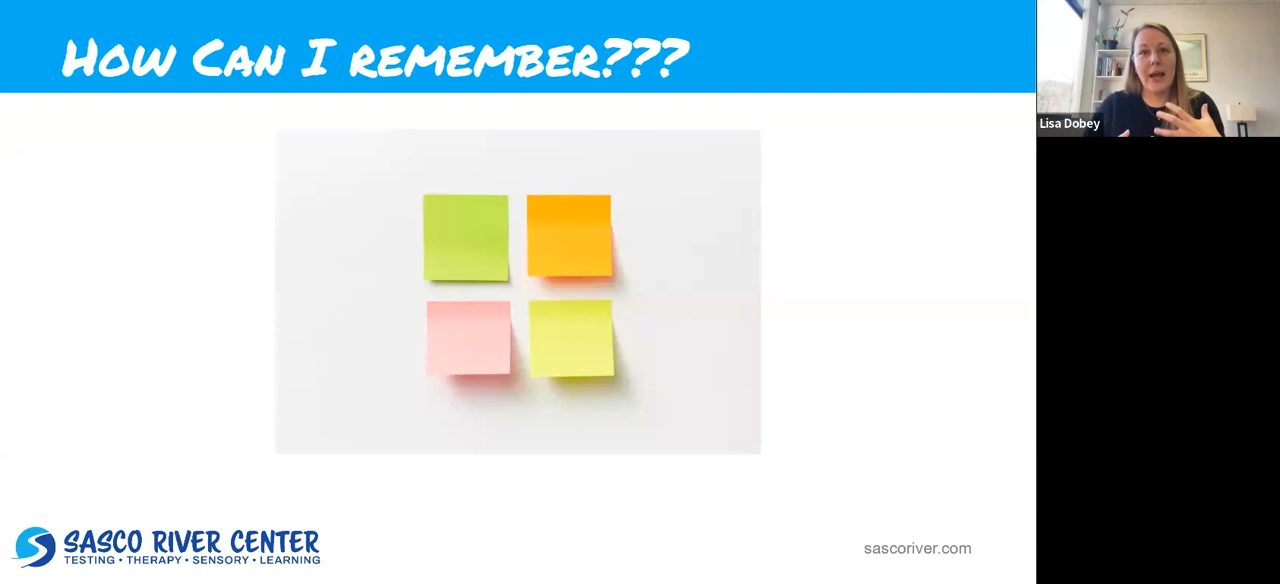 How Can I remember???
Lisa Dobey
SASCO RIVER CENTER
TESTING • THERAPY • SENSORY • LEARNING
sascoriver.com